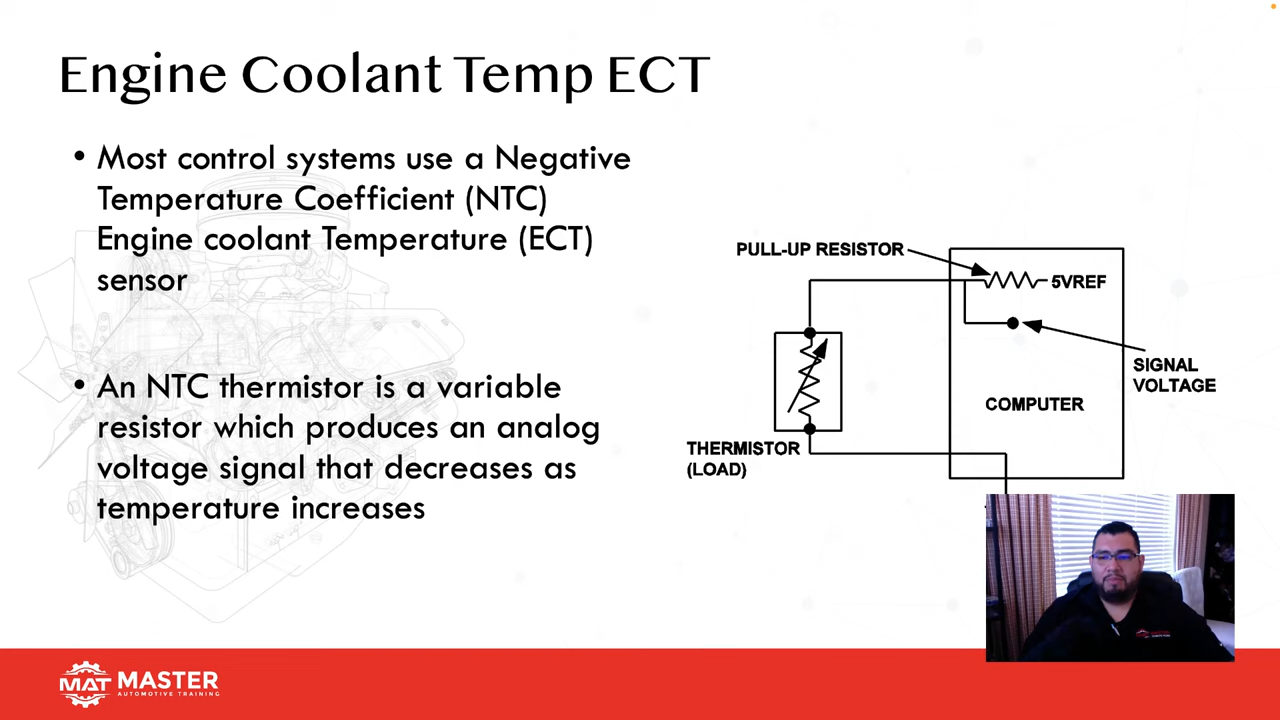 Engine Coolant Temp ECT
• Most control systems use a Negative
Temperature Coefficient (NTC)
Engine coolant Temperature (ECT)
sensor
• An NTC thermistor is a variable
resistor which produces an analog
voltage signal that decreases as
temperature increases
PULL-UP RESISTOR
5VREF
SIGNAL
VOLTAGE
COMPUTER
THERMISTOR
(LOAD)
MAT MASTER
AUTOMOTIVE TRAINING